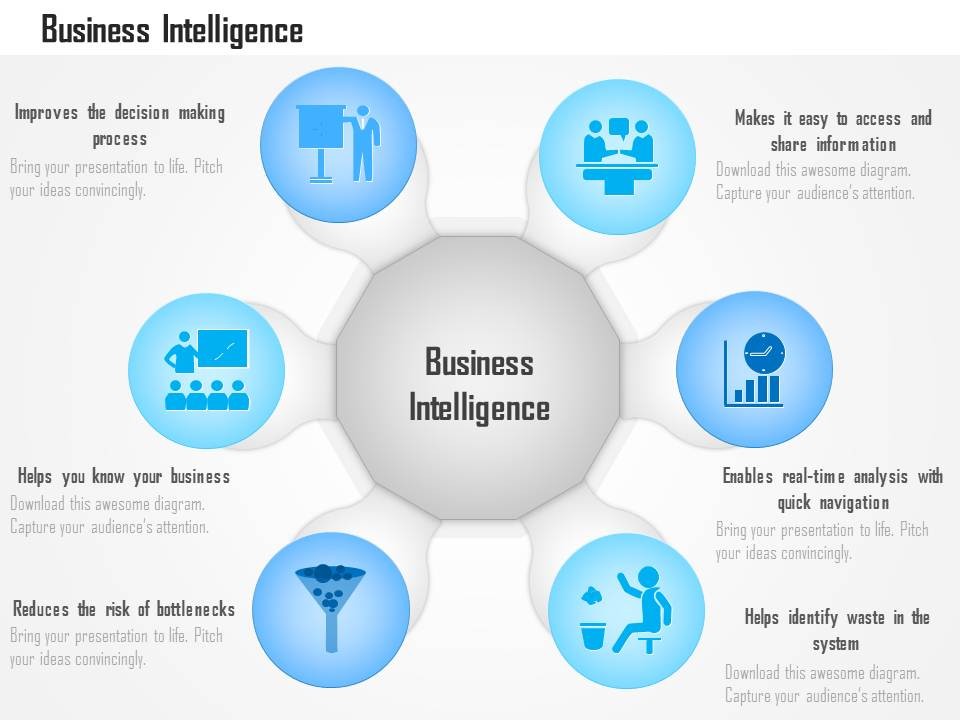 Business Intelligence
Improves the decision making
process
Bring your presentation to life. Pitch
your ideas convincingly.
Makes it easy to access and
share information
Download this awesome diagram.
Capture your audience's attention.
Business
Intelligence
Helps you know your business
Download this awesome diagram.
Capture your audience's attention.
Enables real-time analysis with
quick navigation
Bring your presentation to life. Pitch
your ideas convincingly.
Reduces the risk of bottlenecks
Bring your presentation to life. Pitch
your ideas convincingly.
Helps identify waste in the
system
Download this awesome diagram.
Capture your audience's attention.